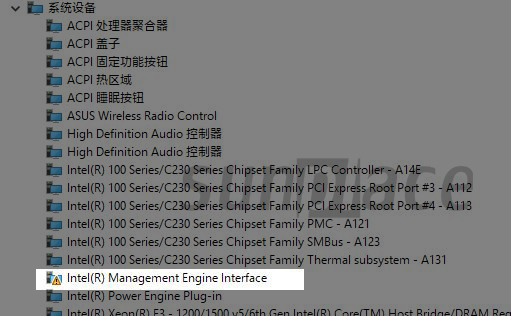 系统设备
ACPI 处理器聚合器
ACPI 盖子
ACPI 固定功能按钮
ACPI 热区域
ACPI 睡眠按钮
ASUS Wireless Radio Control
High Definition Audio 控制器
High Definition Audio 控制器
Intel(R) 100 Series/C230 Series Chipset Family LPC Controller - A14E
Intel(R) 100 Series/C230 Series Chipset Family PCI Express Root Port #3 - A112
Intel(R) 100 Series/C230 Series Chipset Family PCI Express Root Port #4 - A113
Intel(R) 100 Series/C230 Series Chipset Family PMC - A121
Intel(R) 100 Series/C230 Series Chipset Family SMBus - A123
Intel(R) 100 Series/C230 Series Chipset Family Thermal subsystem - A131
Intel(R) Management Engine Interface
Intel(R) Power Engine Plug-in
Intel(R) Xeon(R) E3 - 1200/1500 v5/6th Gen Intel(R) Core(TM) Host Bridge/DRAM